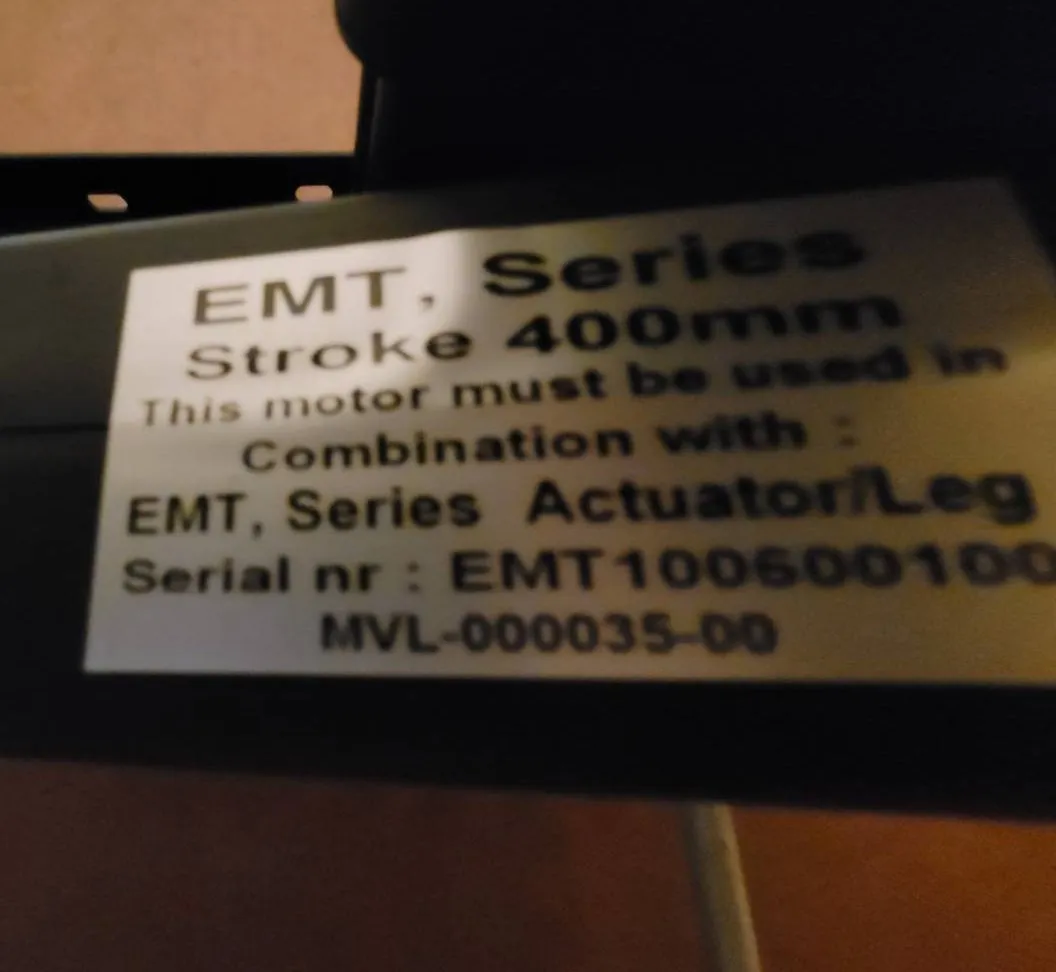 EMT, Series
Stroke 400mm
This motor must be used in
Combination with :
EMT, Series Actuator/Leg
Serial nr : EMT100600100
MVL-000035-00